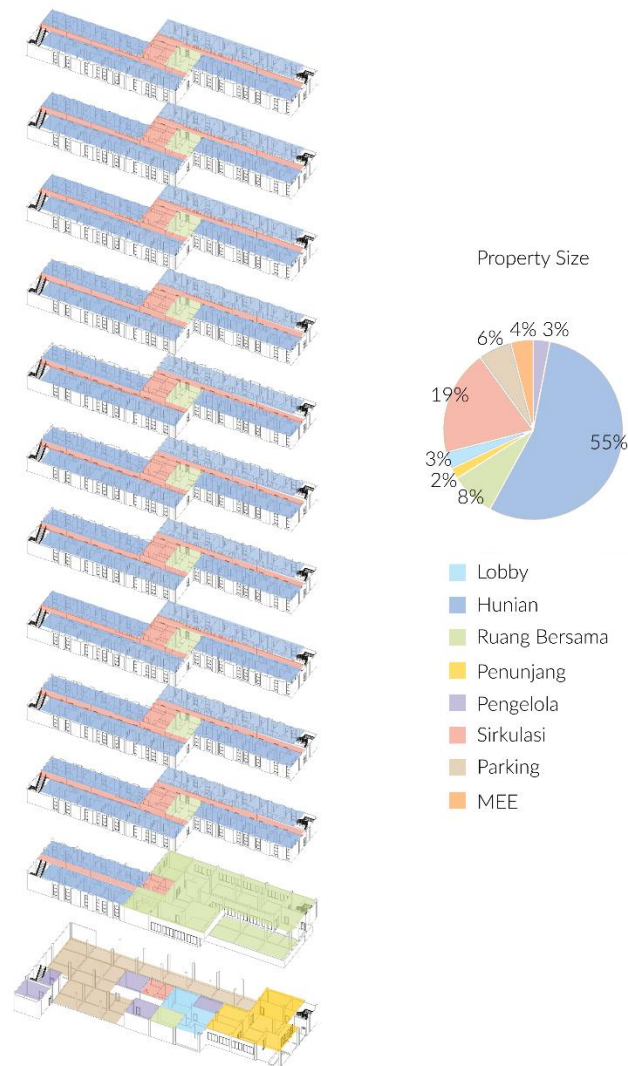 Property Size
6%
4%
3%
19%
55%
3%
2%
8%
Lobby
Hunian
Ruang Bersama
Penunjang
Pengelola
Sirkulasi
Parking
MEE